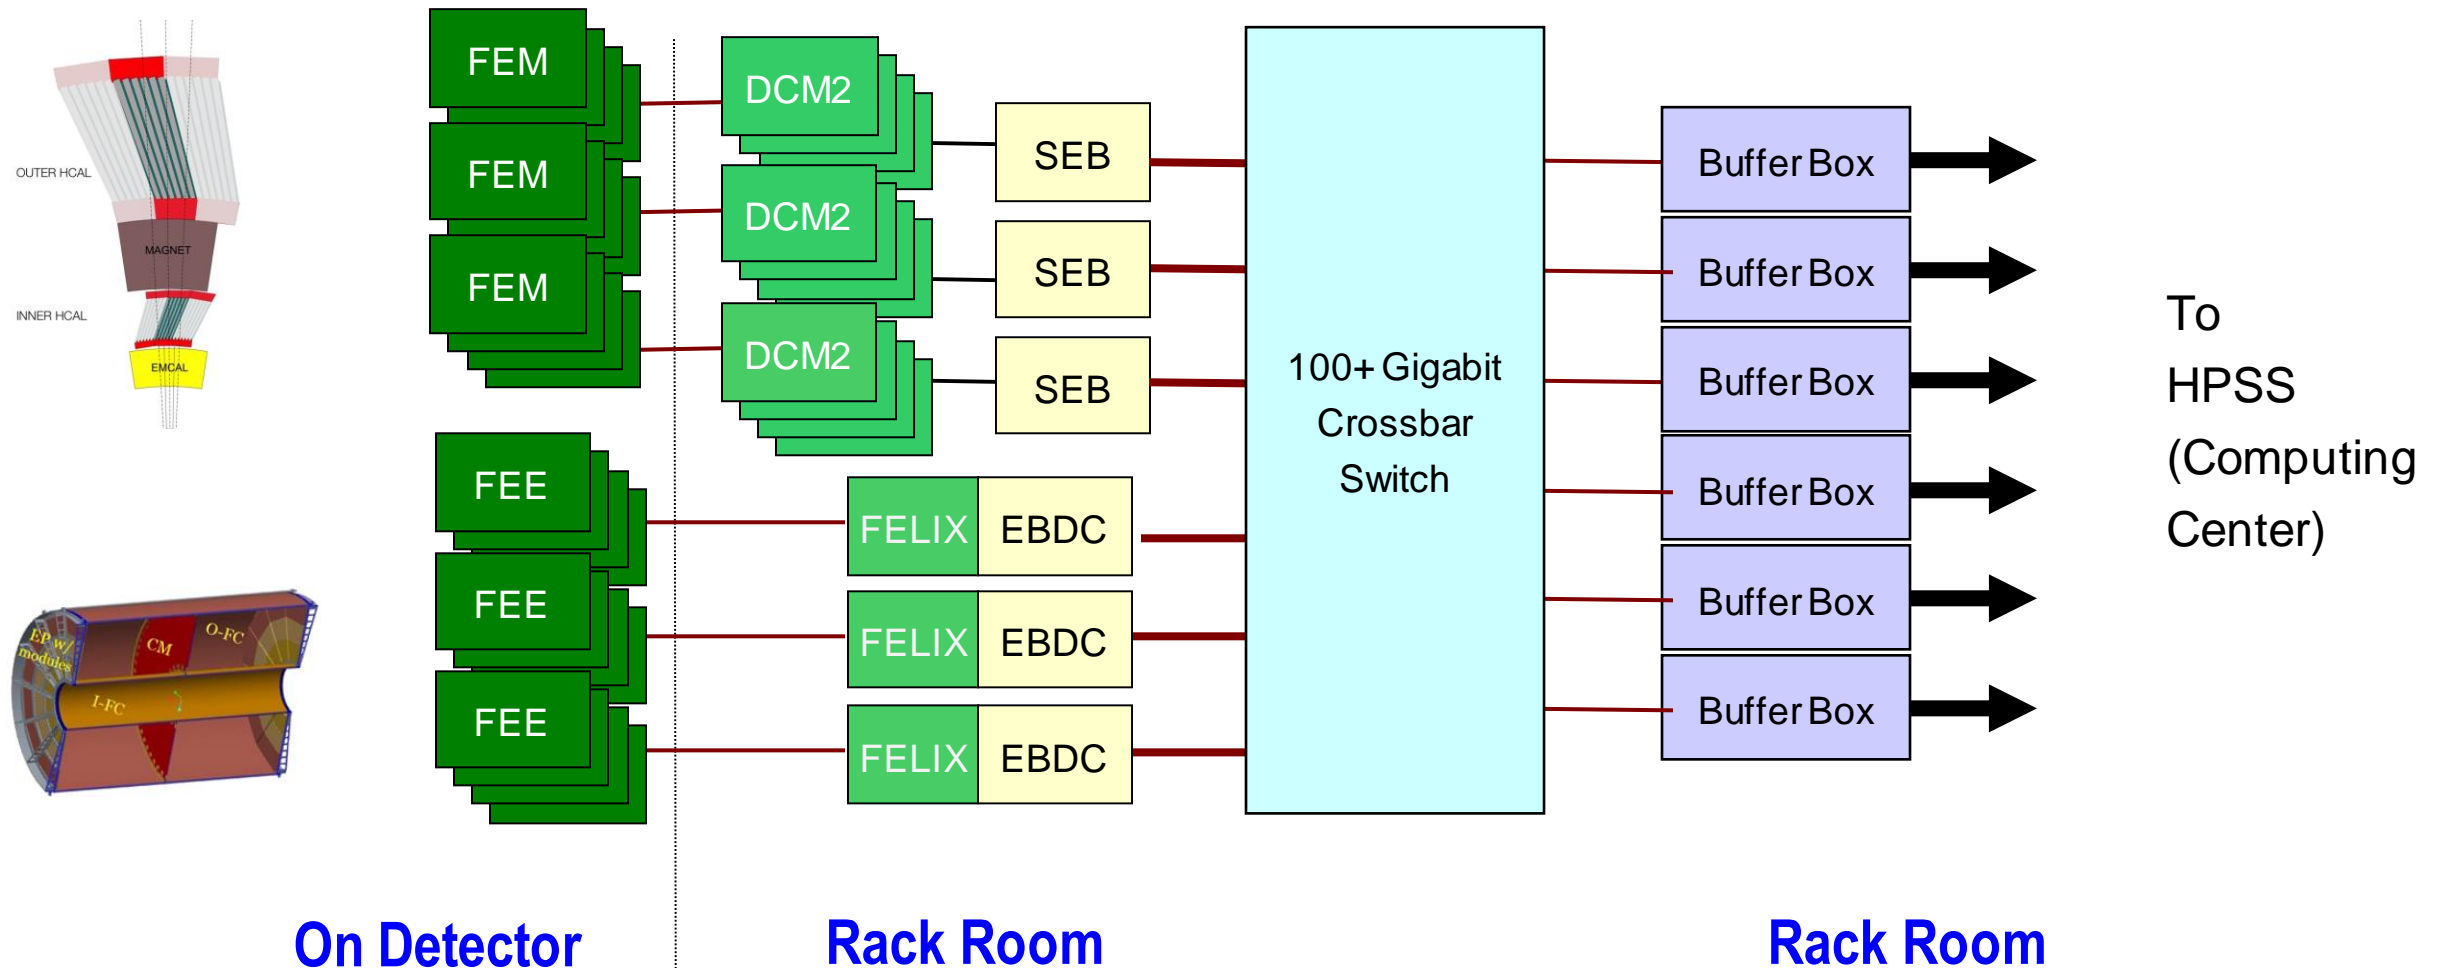 OUTER HCAL
MAGNET
INNER HCAL
EMCAL
EP w/
modules
CM
O-FC
I-FC
FEM
FEM
FEM
FEE
FEE
FEE
DCM2
DCM2
DCM2
SEB
SEB
SEB
FELIX EBDC
FELIX EBDC
FELIX EBDC
100+ Gigabit
Crossbar
Switch
Buffer Box
Buffer Box
Buffer Box
Buffer Box
Buffer Box
Buffer Box
To
HPSS
(Computing
Center)
On Detector
Rack Room
Rack Room